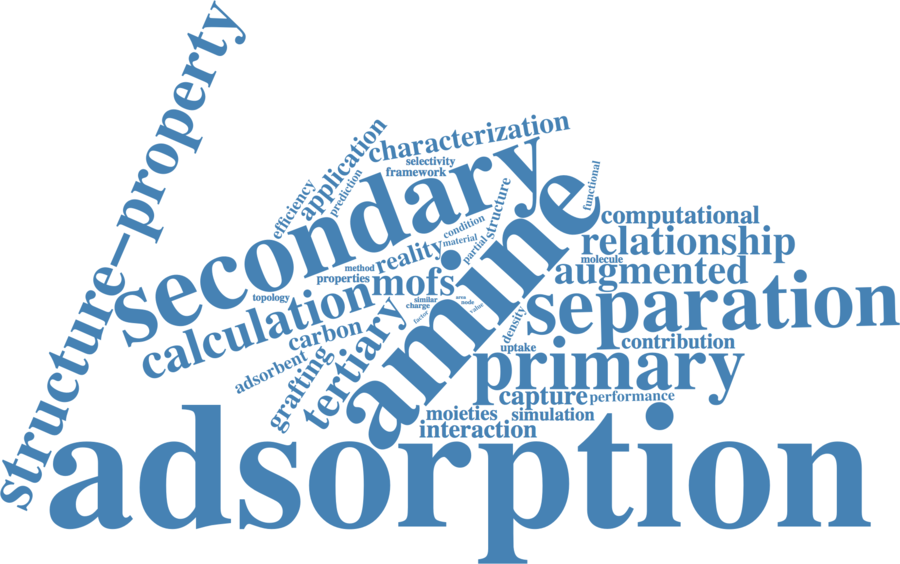 structure–property
characterization
application
selectivity
framework
prediction
efficiency
secondary
functional
structure
condition
material
partial
amine
computational
relationship
molecule
augmented
reality
method
properties
mofs
topology
calculation
similar
charge
factor
area
node
value
density
separation
carbon
tertiary
contribution
uptake
primary
adsorbent
grafting
capture
performance
moieties
simulation
interaction
adsorption